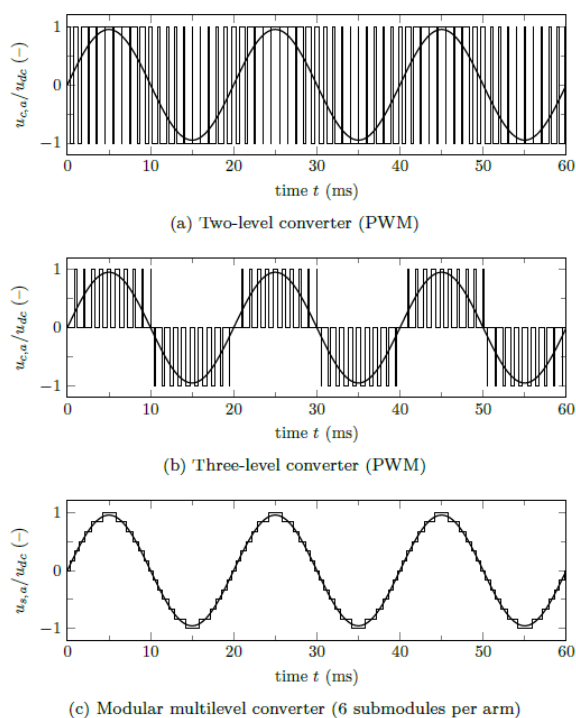 u_{c,a}/u_{dc} (−)
1
0
−1
0 10 20 30 40 50 60
time t (ms)
(a) Two-level converter (PWM)
u_{c,a}/u_{dc} (−)
1
0
−1
0 10 20 30 40 50 60
time t (ms)
(b) Three-level converter (PWM)
u_{s,a}/u_{dc} (−)
1
0
−1
0 10 20 30 40 50 60
time t (ms)
(c) Modular multilevel converter (6 submodules per arm)